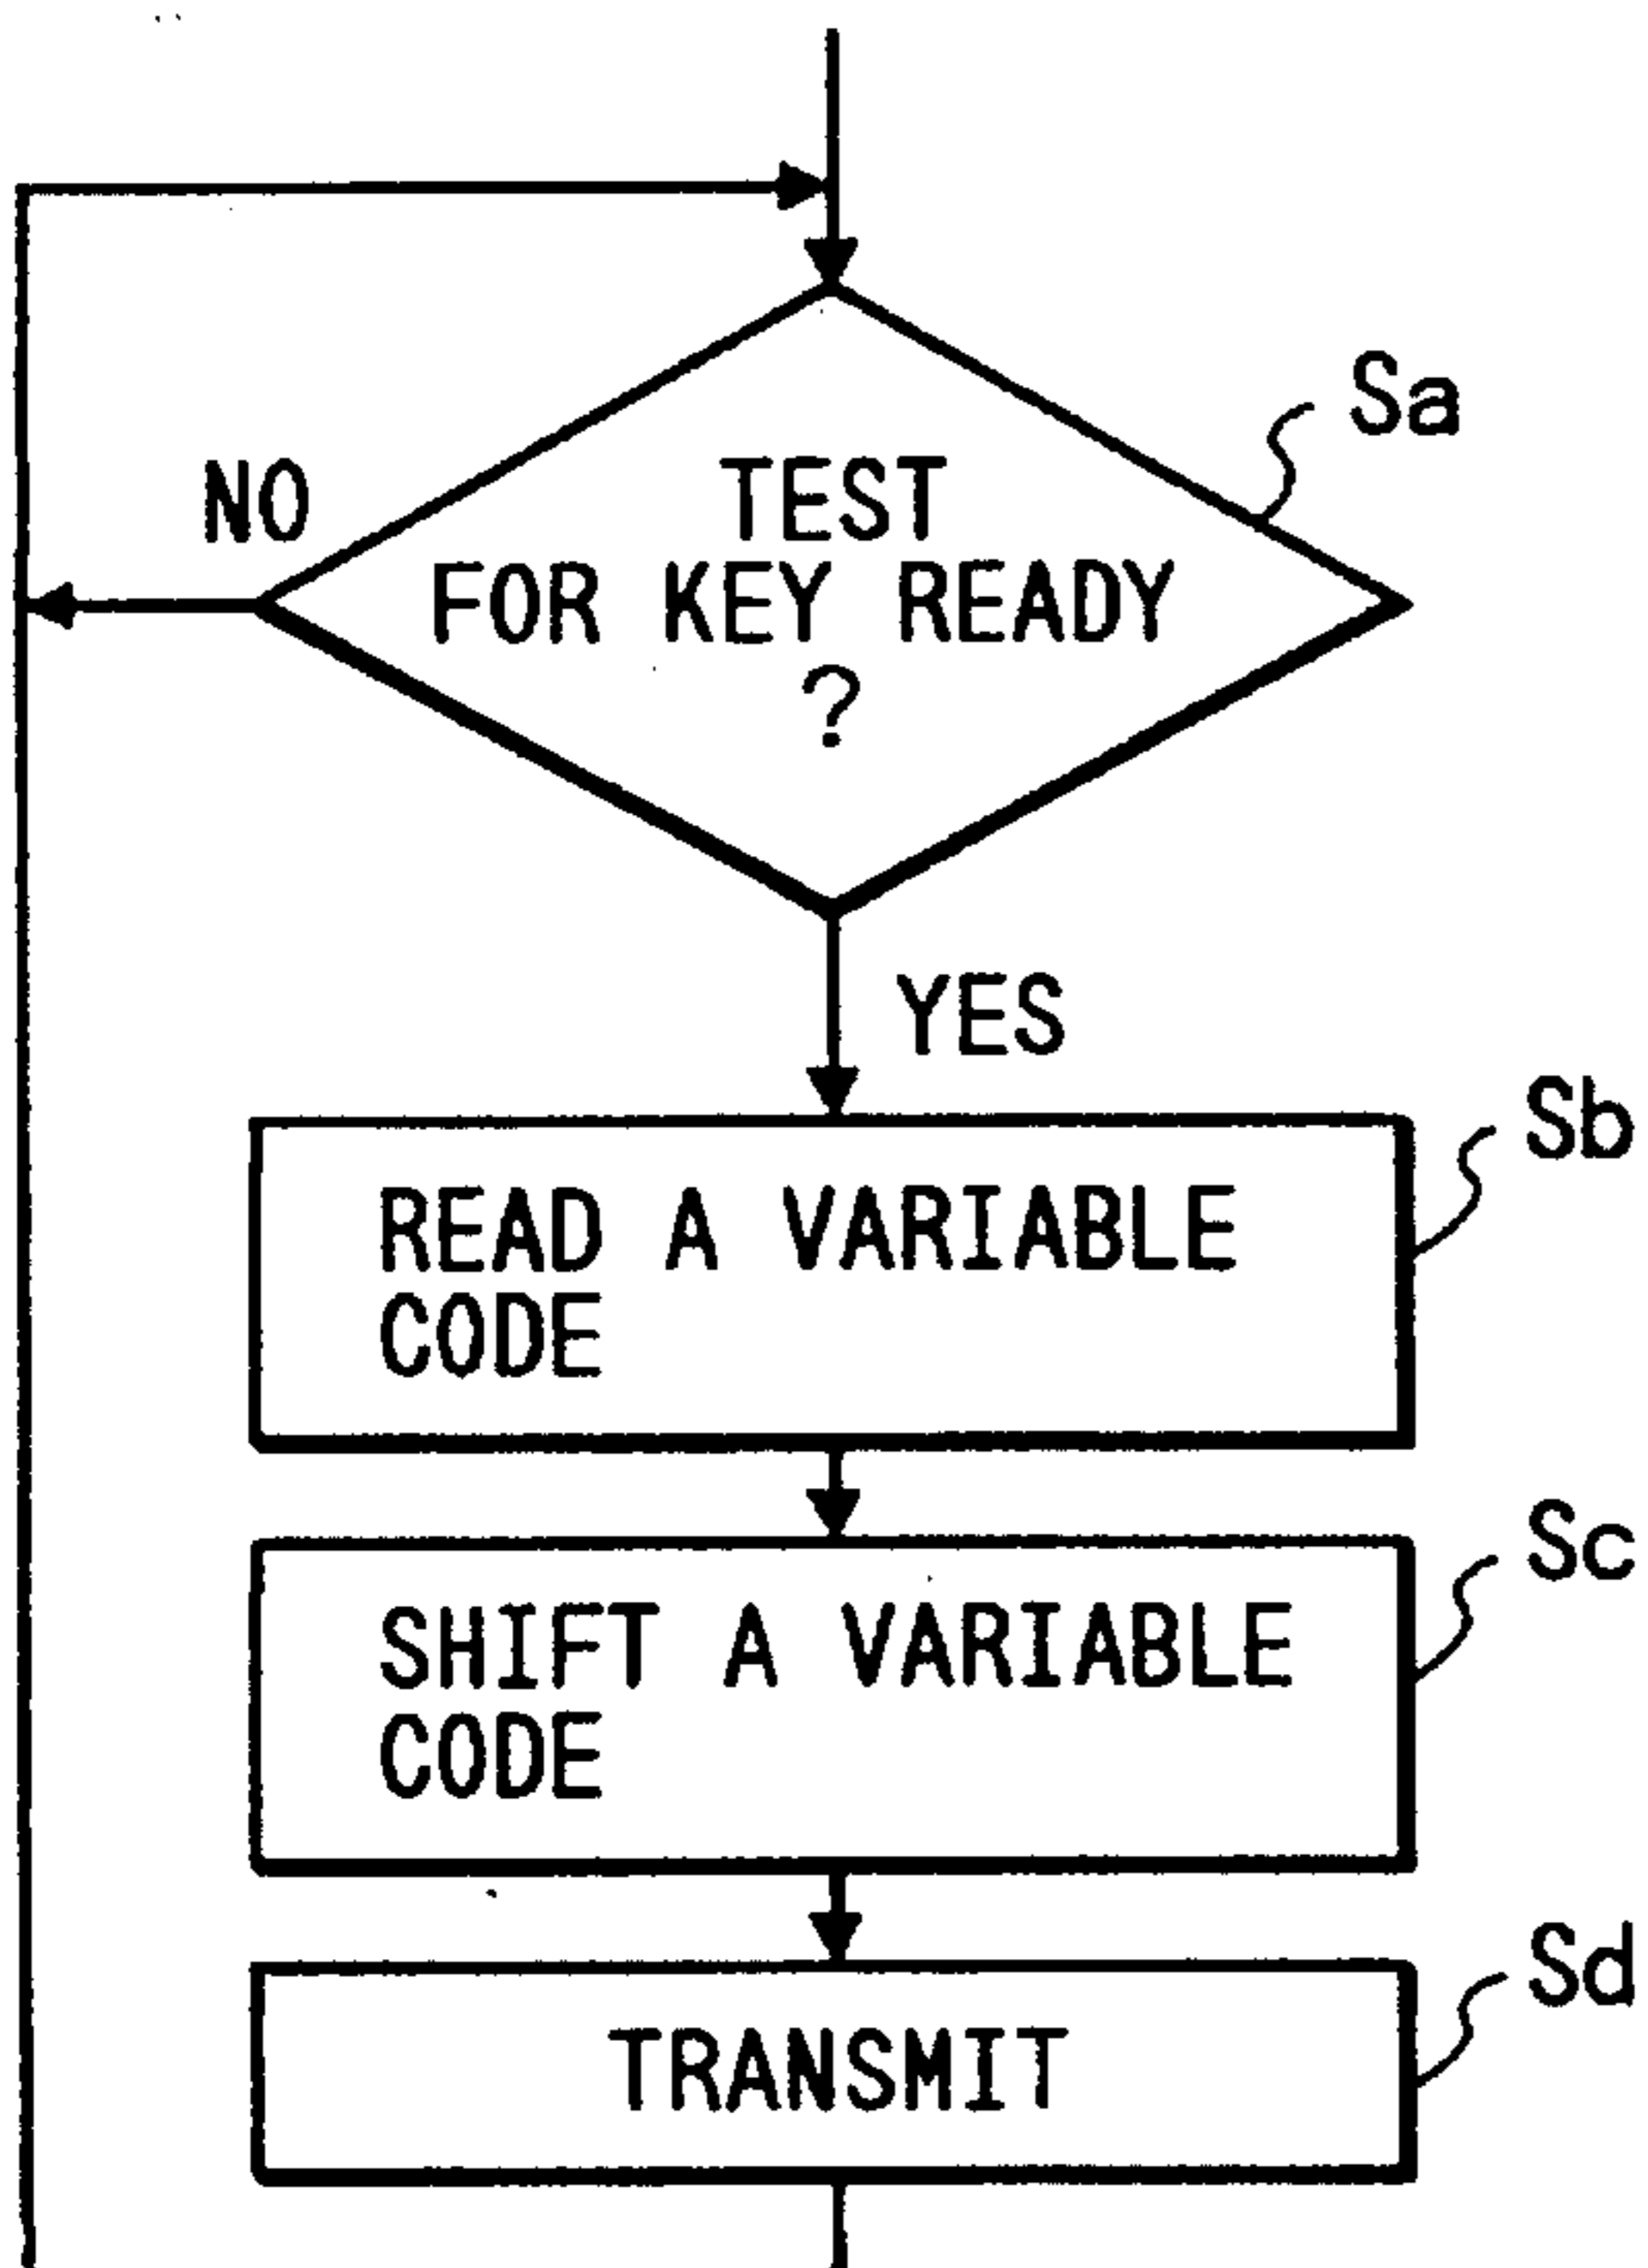 Sa
NO
TEST
FOR KEY READY
?
YES
Sb
READ A VARIABLE
CODE
Sc
SHIFT A VARIABLE
CODE
Sd
TRANSMIT